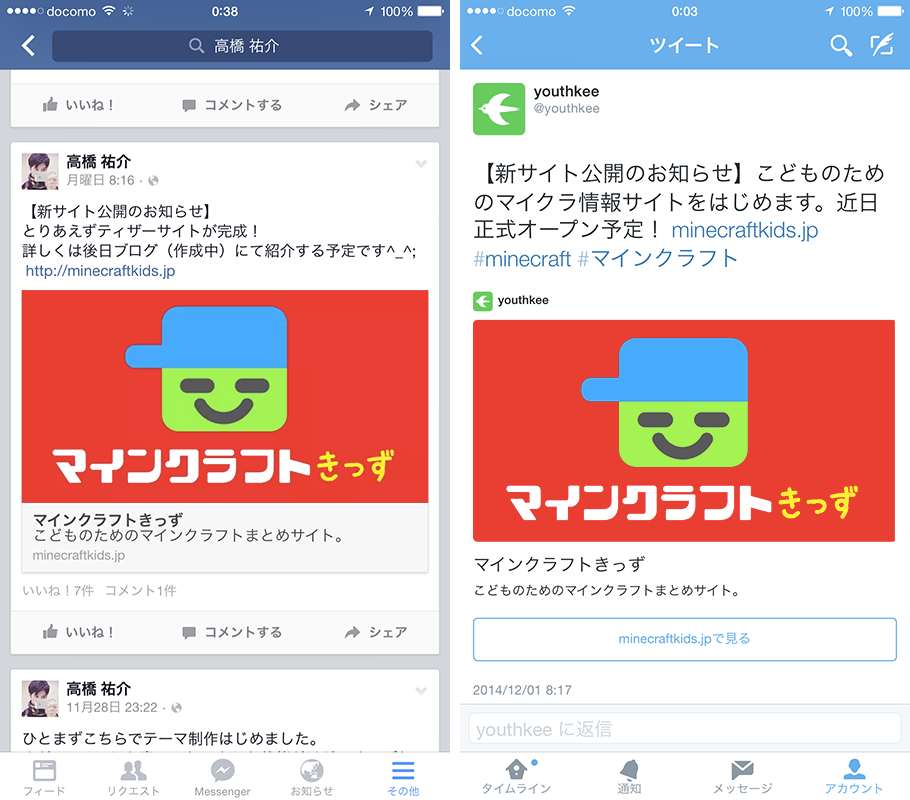 docomo 0:38 100%
高橋 祐介
いいね！ コメントする シェア
高橋 祐介
月曜日 8:16 ·
【新サイト公開のお知らせ】
とりあえずティザーサイトが完成！
詳しくは後日ブログ（作成中）にて紹介する予定です^_^;
http://minecraftkids.jp
マインクラフトきっず
マインクラフトきっず
こどものためのマインクラフトまとめサイト。
minecraftkids.jp
いいね！7件 コメント1件
いいね！ コメントする シェア
高橋 祐介
11月28日 23:22 ·
ひとまずこちらでテーマ制作はじめました。
フィード リクエスト Messenger お知らせ その他
docomo 0:03 100%
ツイート
youthkee
@youthkee
【新サイト公開のお知らせ】こどものため
のマイクラ情報サイトをはじめます。近日
正式オープン予定！ minecraftkids.jp
#minecraft #マインクラフト
youthkee
マインクラフトきっず
マインクラフトきっず
こどものためのマインクラフトまとめサイト。
minecraftkids.jpで見る
2014/12/01 8:17
youthkee に返信
タイムライン 通知 メッセージ アカウント